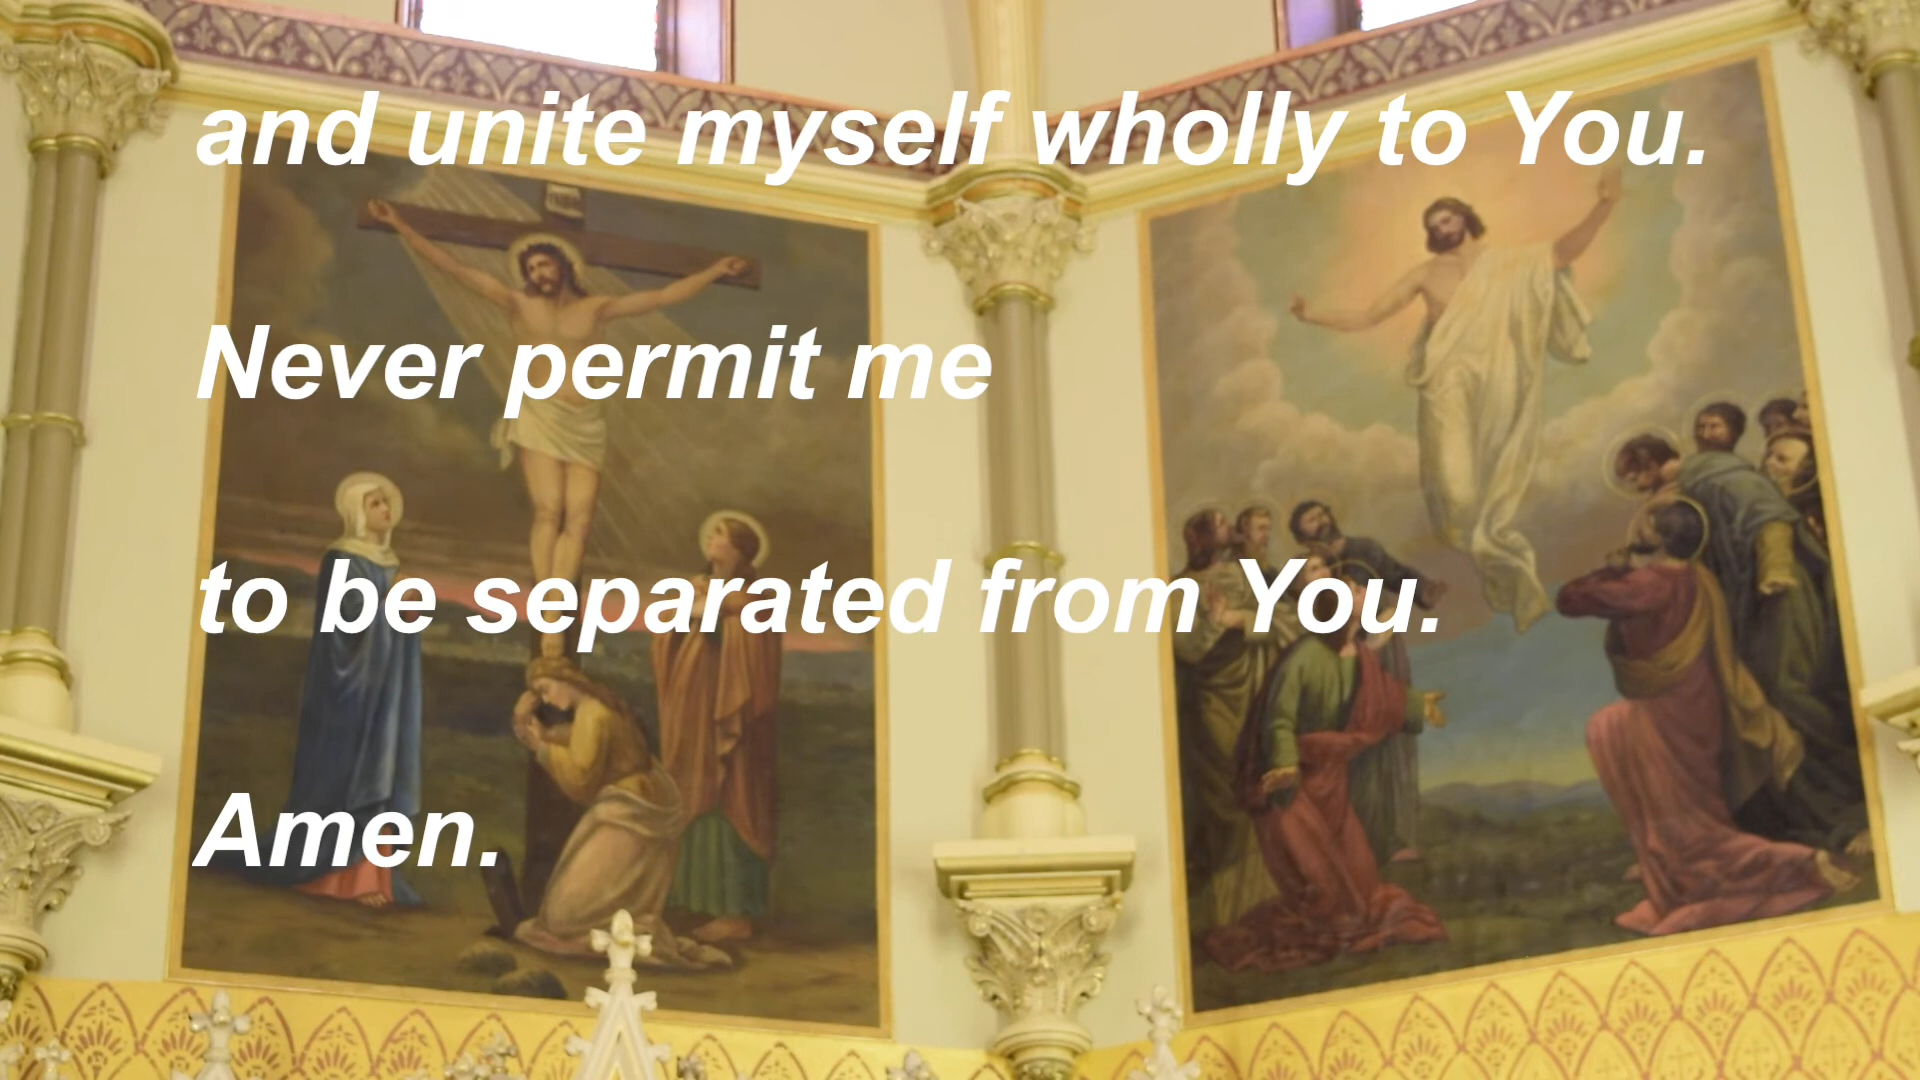 and unite myself wholly to You.
Never permit me
to be separated from You.
Amen.